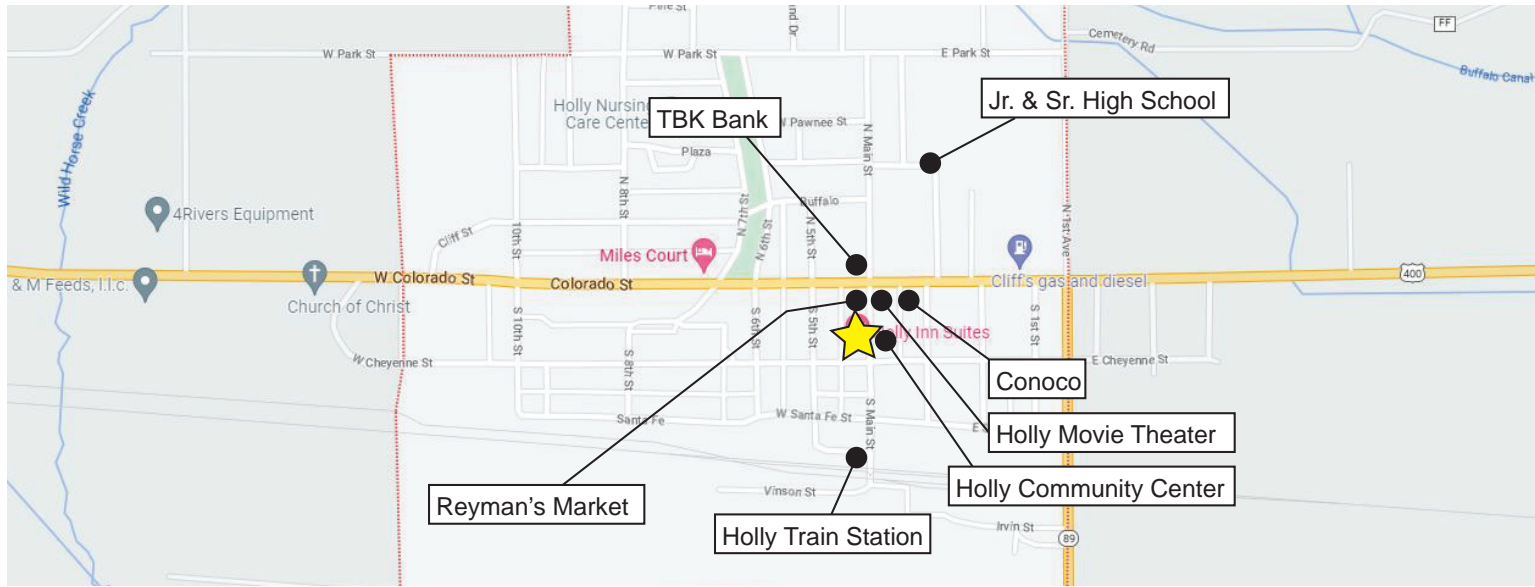 Pine St
W Park St
W Park St
E Park St
Cemetery Rd
FF
Buffalo Canal
Wild Horse Creek
Holly Nursing
Care Center
TBK Bank
Jr. & Sr. High School
W Pawnee St
Plaza
N Main St
N 8th St
N 7th St
N 6th St
N 5th St
N 1st Ave
Buffalo
4Rivers Equipment
Cliff St
10th St
Miles Court
W Colorado St
Colorado St
400
Cliff's gas and diesel
& M Feeds, l.l.c.
Church of Christ
S 10th St
S 8th St
S 6th St
S 5th St
S 1st St
Holly Inn Suites
W Cheyenne St
E Cheyenne St
Conoco
Santa Fe
W Santa Fe St
S Main St
Holly Movie Theater
Reyman's Market
Vinson St
Holly Community Center
Holly Train Station
Irvin St
89